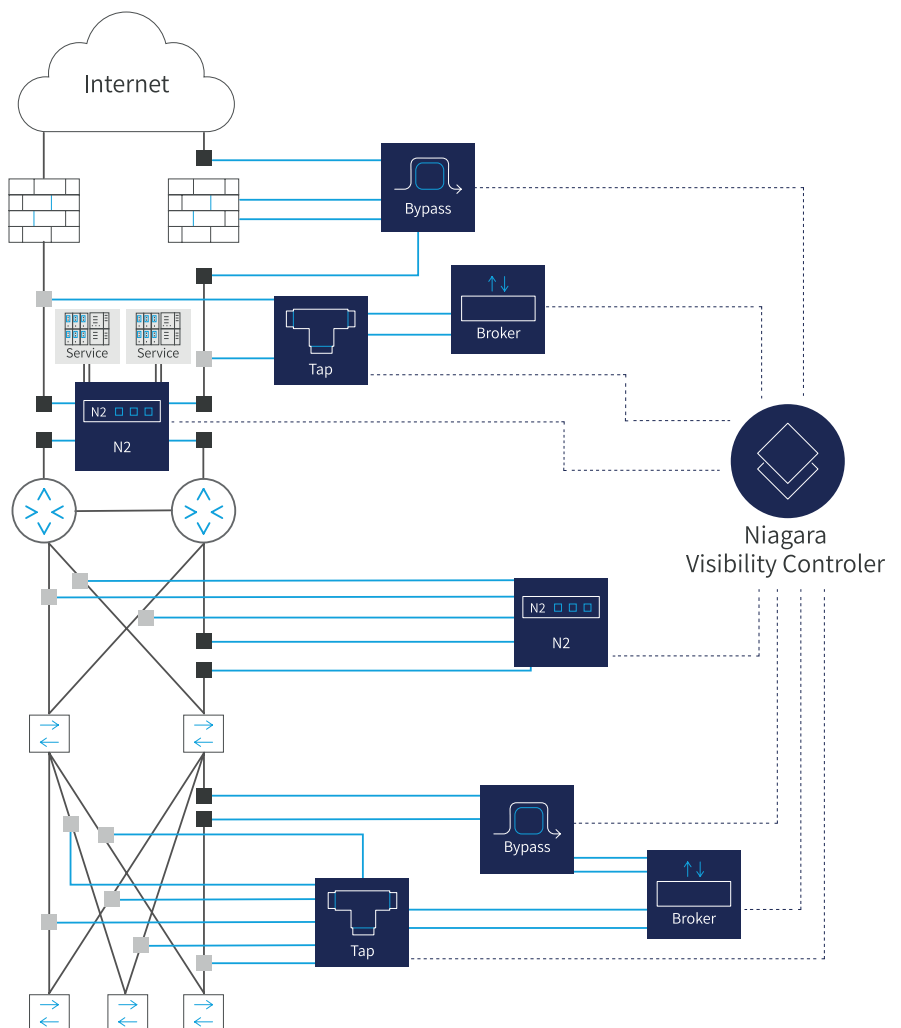 Internet
Bypass
Broker
Tap
Service
Service
N2
N2
Niagara
Visibility Controler
N2
N2
Bypass
Broker
Tap